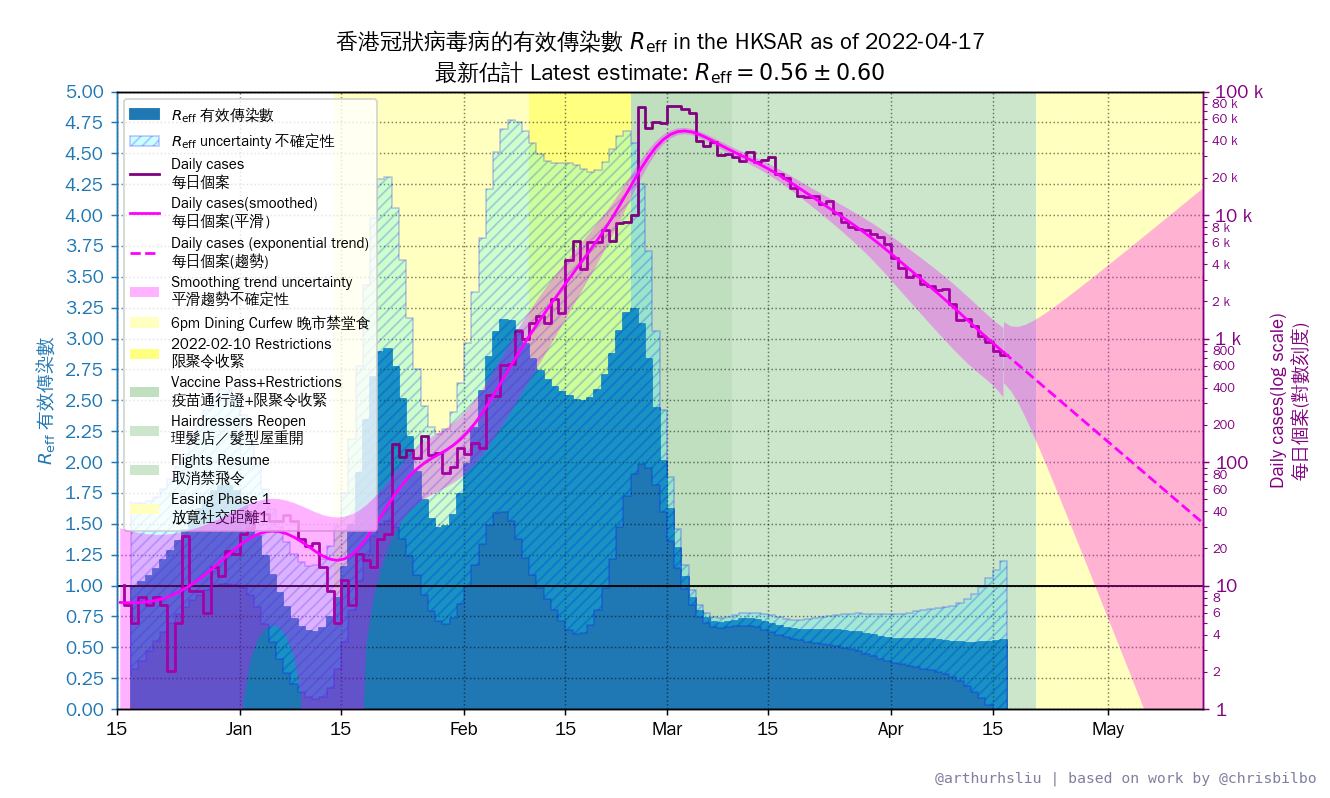 香港冠狀病毒病的有效傳染數 Reff in the HKSAR as of 2022-04-17
最新估計 Latest estimate: Reff = 0.56 ± 0.60
Reff 有效傳染數
5.00
4.75
4.50
4.25
4.00
3.75
3.50
3.25
3.00
2.75
2.50
2.25
2.00
1.75
1.50
1.25
1.00
0.75
0.50
0.25
0.00
Reff 有效傳染數
Reff uncertainty 不確定性
Daily cases
每日個案
Daily cases(smoothed)
每日個案(平滑）
Daily cases (exponential trend)
每日個案(趨勢)
Smoothing trend uncertainty
平滑趨勢不確定性
6pm Dining Curfew 晚市禁堂食
2022-02-10 Restrictions
限聚令收緊
Vaccine Pass+Restrictions
疫苗通行證+限聚令收緊
Hairdressers Reopen
理髮店／髮型屋重開
Flights Resume
取消禁飛令
Easing Phase 1
放寬社交距離1
100 k
80 k
60 k
40 k
20 k
10 k
8 k
6 k
4 k
2 k
1 k
800
600
400
200
100
80
60
40
20
10
8
6
4
2
1
Daily cases(log scale)
每日個案(對數刻度)
15
Jan
15
Feb
15
Mar
15
Apr
15
May
@arthurhsliu | based on work by @chrisbilbo